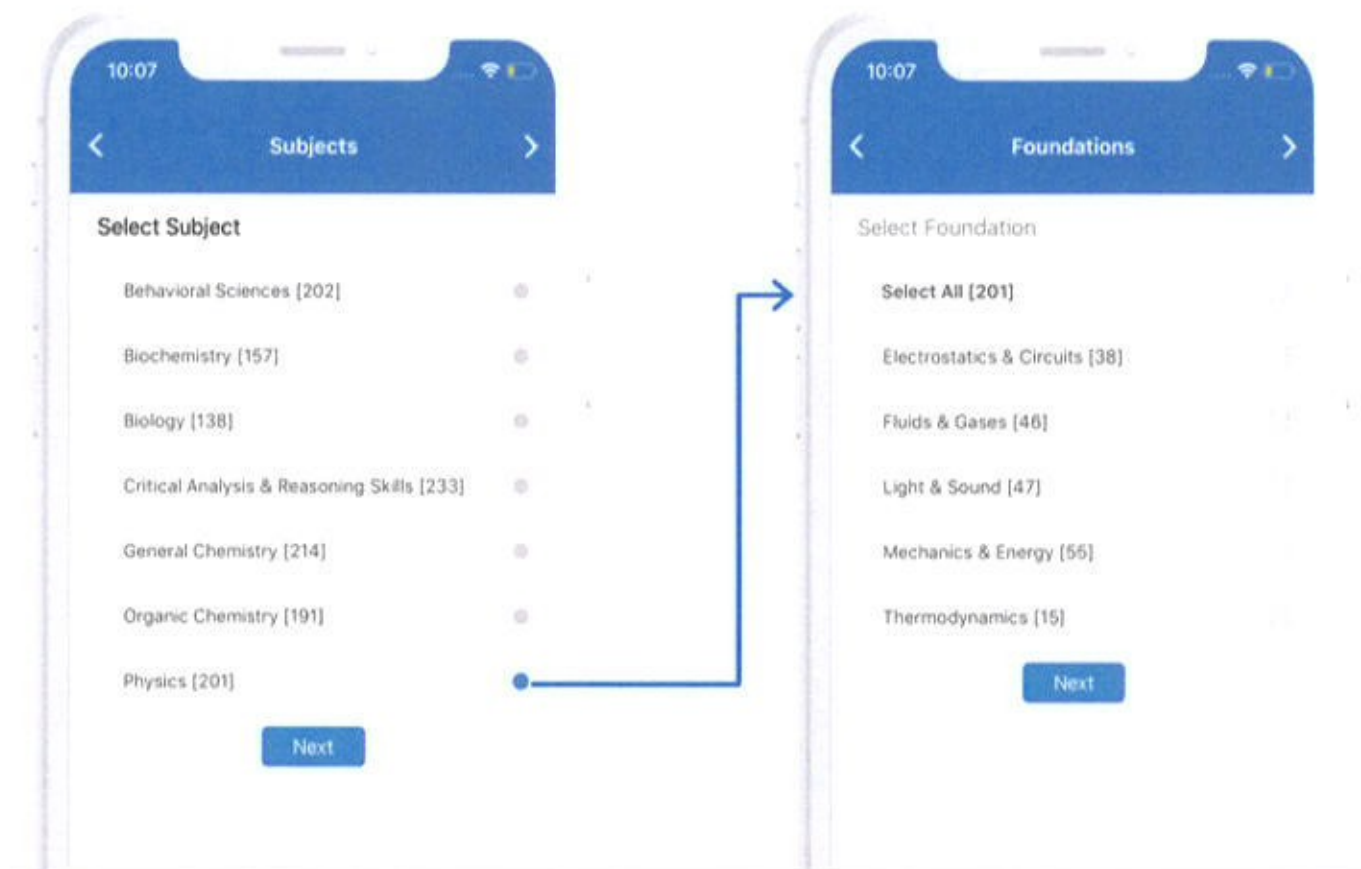 10:07
Subjects
Select Subject
Behavioral Sciences [202]
Biochemistry [157]
Biology [138]
Critical Analysis & Reasoning Skills [233]
General Chemistry [214]
Organic Chemistry [191]
Physics [201]
Next
10:07
Foundations
Select Foundation
Select All [201]
Electrostatics & Circuits [38]
Fluids & Gases [46]
Light & Sound [47]
Mechanics & Energy [55]
Thermodynamics [15]
Next